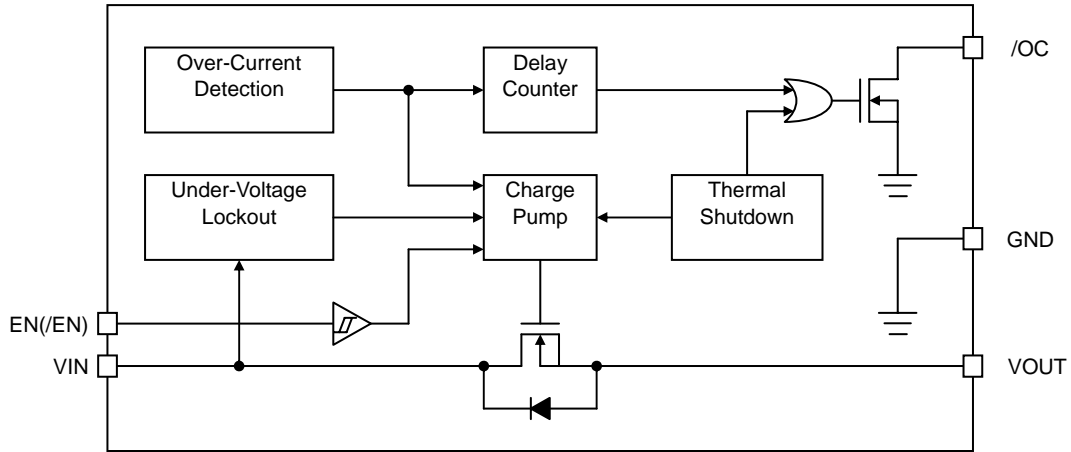 Over-Current
Detection
Delay
Counter
/OC
Under-Voltage
Lockout
Charge
Pump
Thermal
Shutdown
GND
EN(/EN)
VIN
VOUT